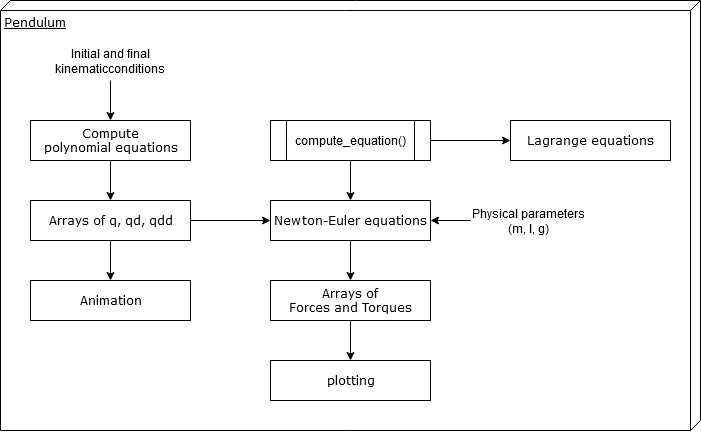 Pendulum
Initial and final
kinematicconditions
Compute
polynomial equations
compute_equation()
Lagrange equations
Arrays of q, qd, qdd
Newton-Euler equations
Physical parameters
(m, l, g)
Animation
Arrays of
Forces and Torques
plotting